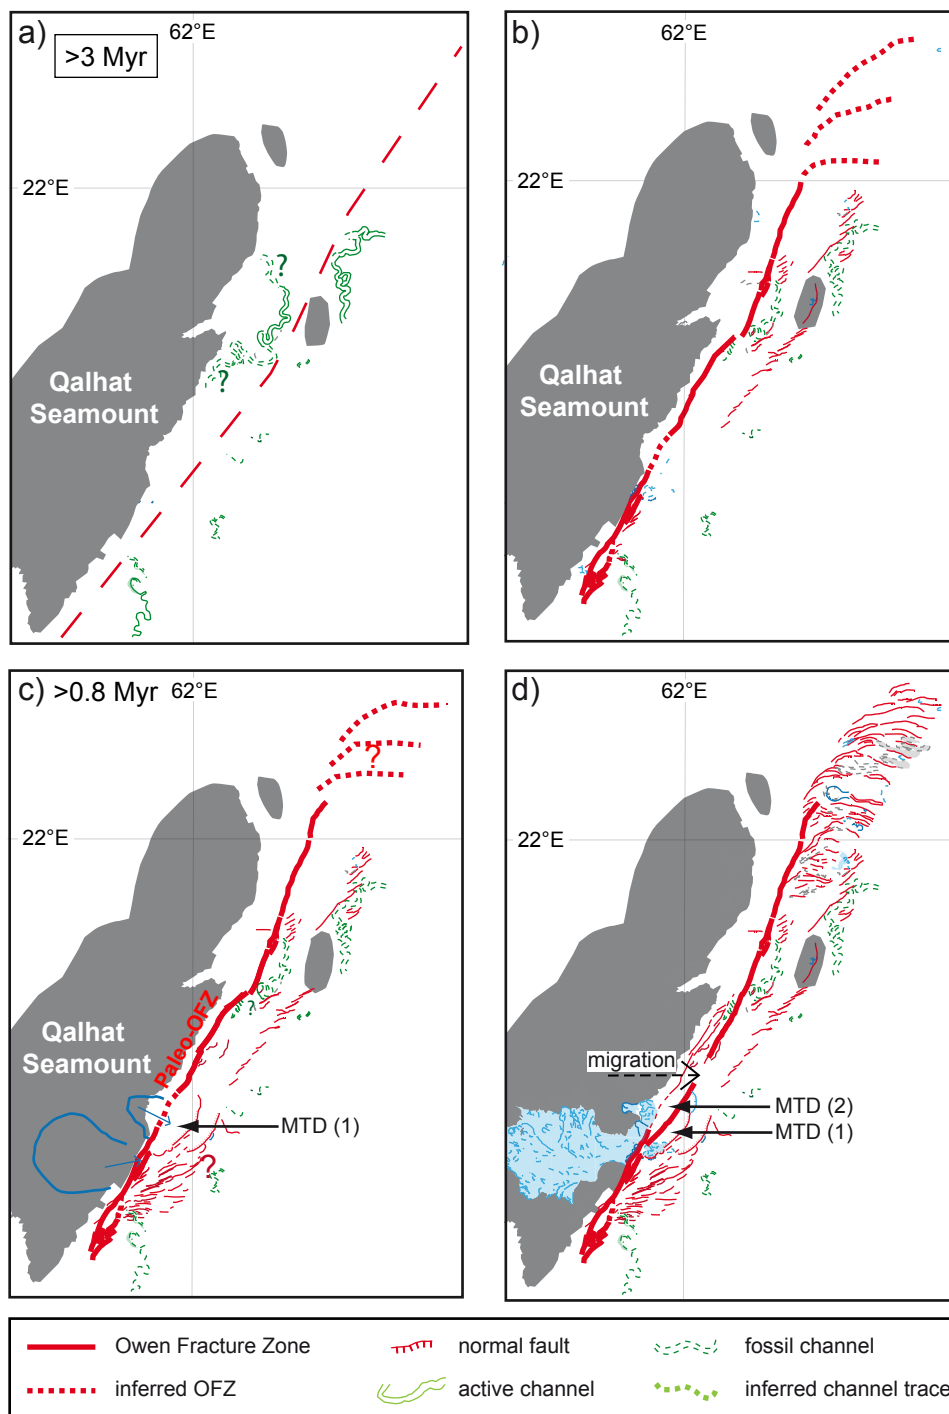 a)
62°E
>3 Myr
22°E
?
?
Qalhat
Seamount
b)
62°E
22°E
Qalhat
Seamount
c) >0.8 Myr
62°E
?
22°E
Paleo-OFZ
?
Qalhat
Seamount
MTD (1)
?
d)
62°E
22°E
migration
MTD (2)
MTD (1)
Owen Fracture Zone
normal fault
fossil channel
inferred OFZ
active channel
inferred channel trace